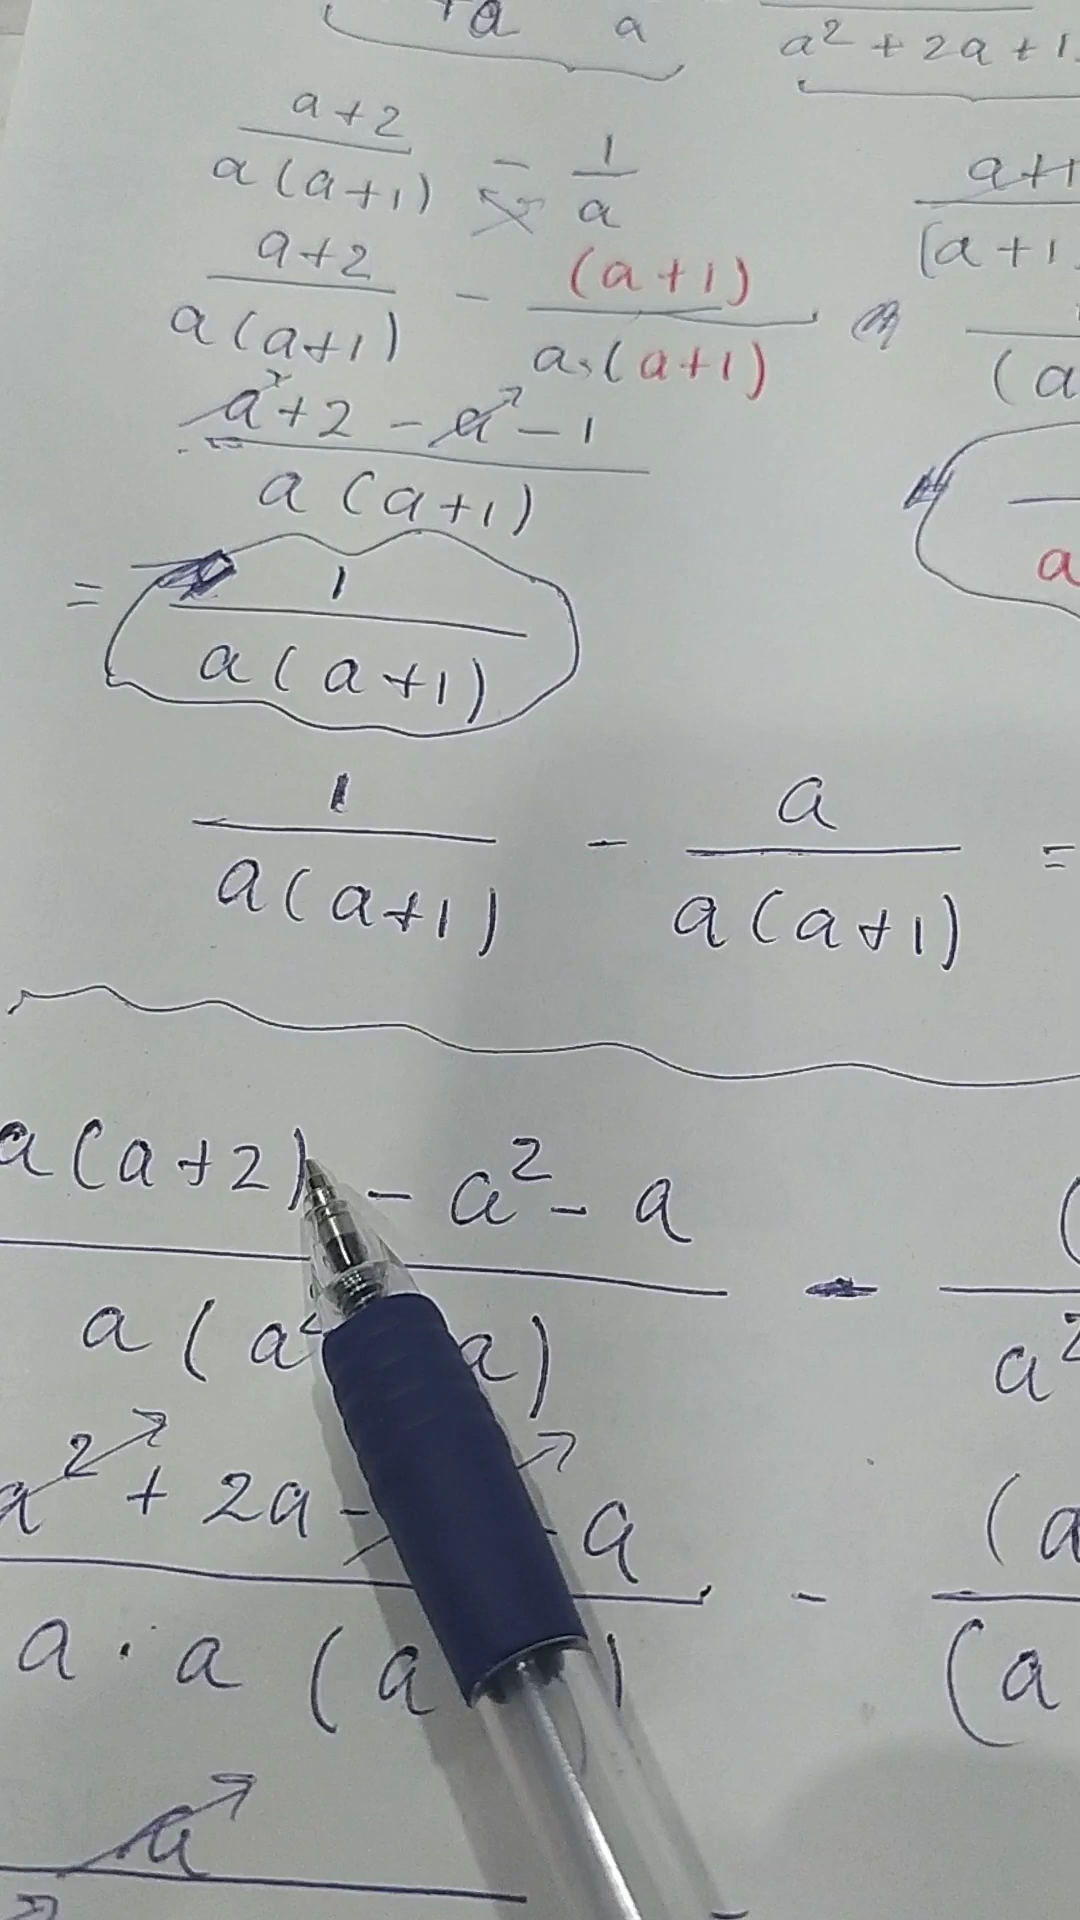 +a a a² + 2a + 1
a+2 / a(a+1) - 1/a a+1 / (a+1
a+2 / a(a+1) - (a+1) / a.(a+1) (a
a+2-a-1 / a(a+1)
= 1 / a(a+1) a
1 / a(a+1) - a / a(a+1) =
a(a+2) - a² - a / a(a² a) - ( / a²
a² + 2a - - a / a · a (a ) - (a / (a
a